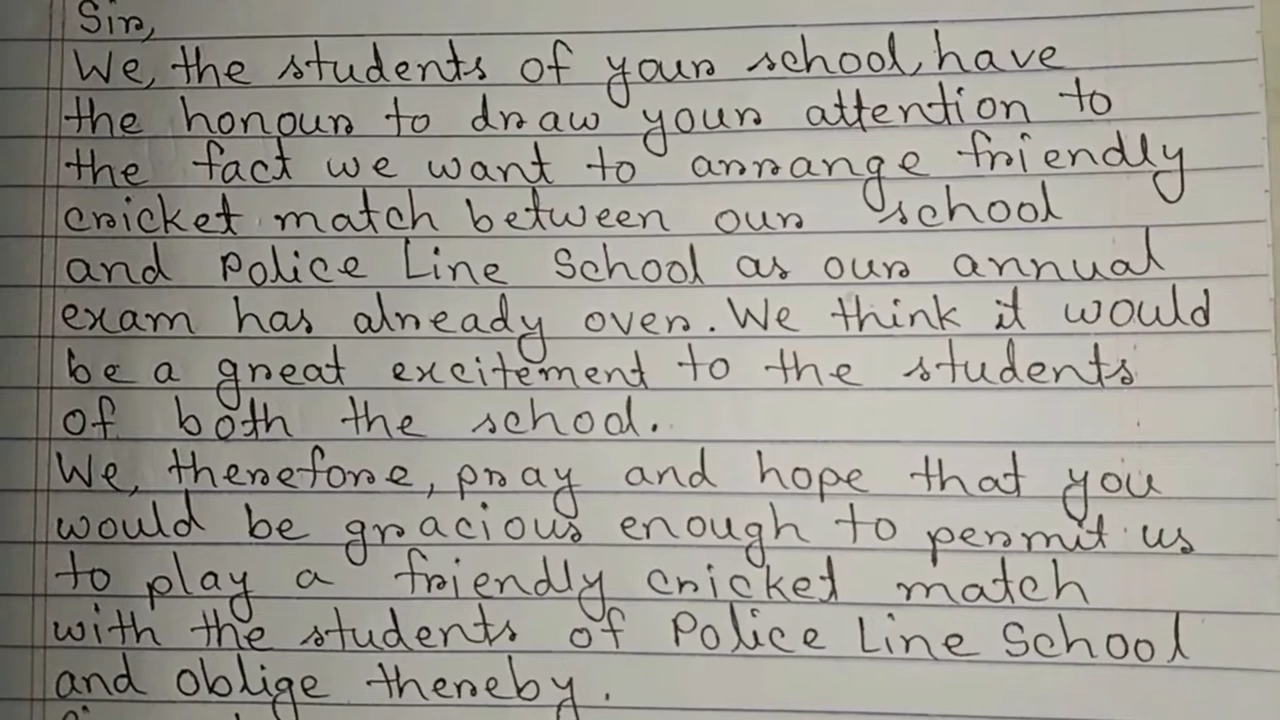 Sir,
We, the students of your school, have
the honour to draw your attention to
the fact we want to arrange friendly
cricket match between our school
and Police Line School as our annual
exam has already over. We think it would
be a great excitement to the students
of both the school.
We, therefore, pray and hope that you
would be gracious enough to permit us
to play a friendly cricket match
with the students of Police Line School
and oblige thereby.